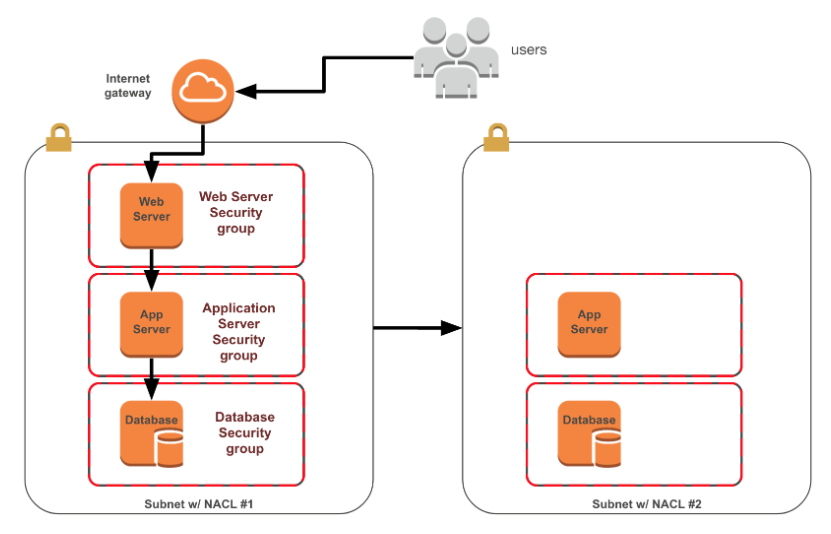 users
Internet
gateway
Web
Server
Web Server
Security
group
App
Server
Application
Server
Security
group
Database
Database
Security
group
Subnet w/ NACL #1
App
Server
Database
Subnet w/ NACL #2